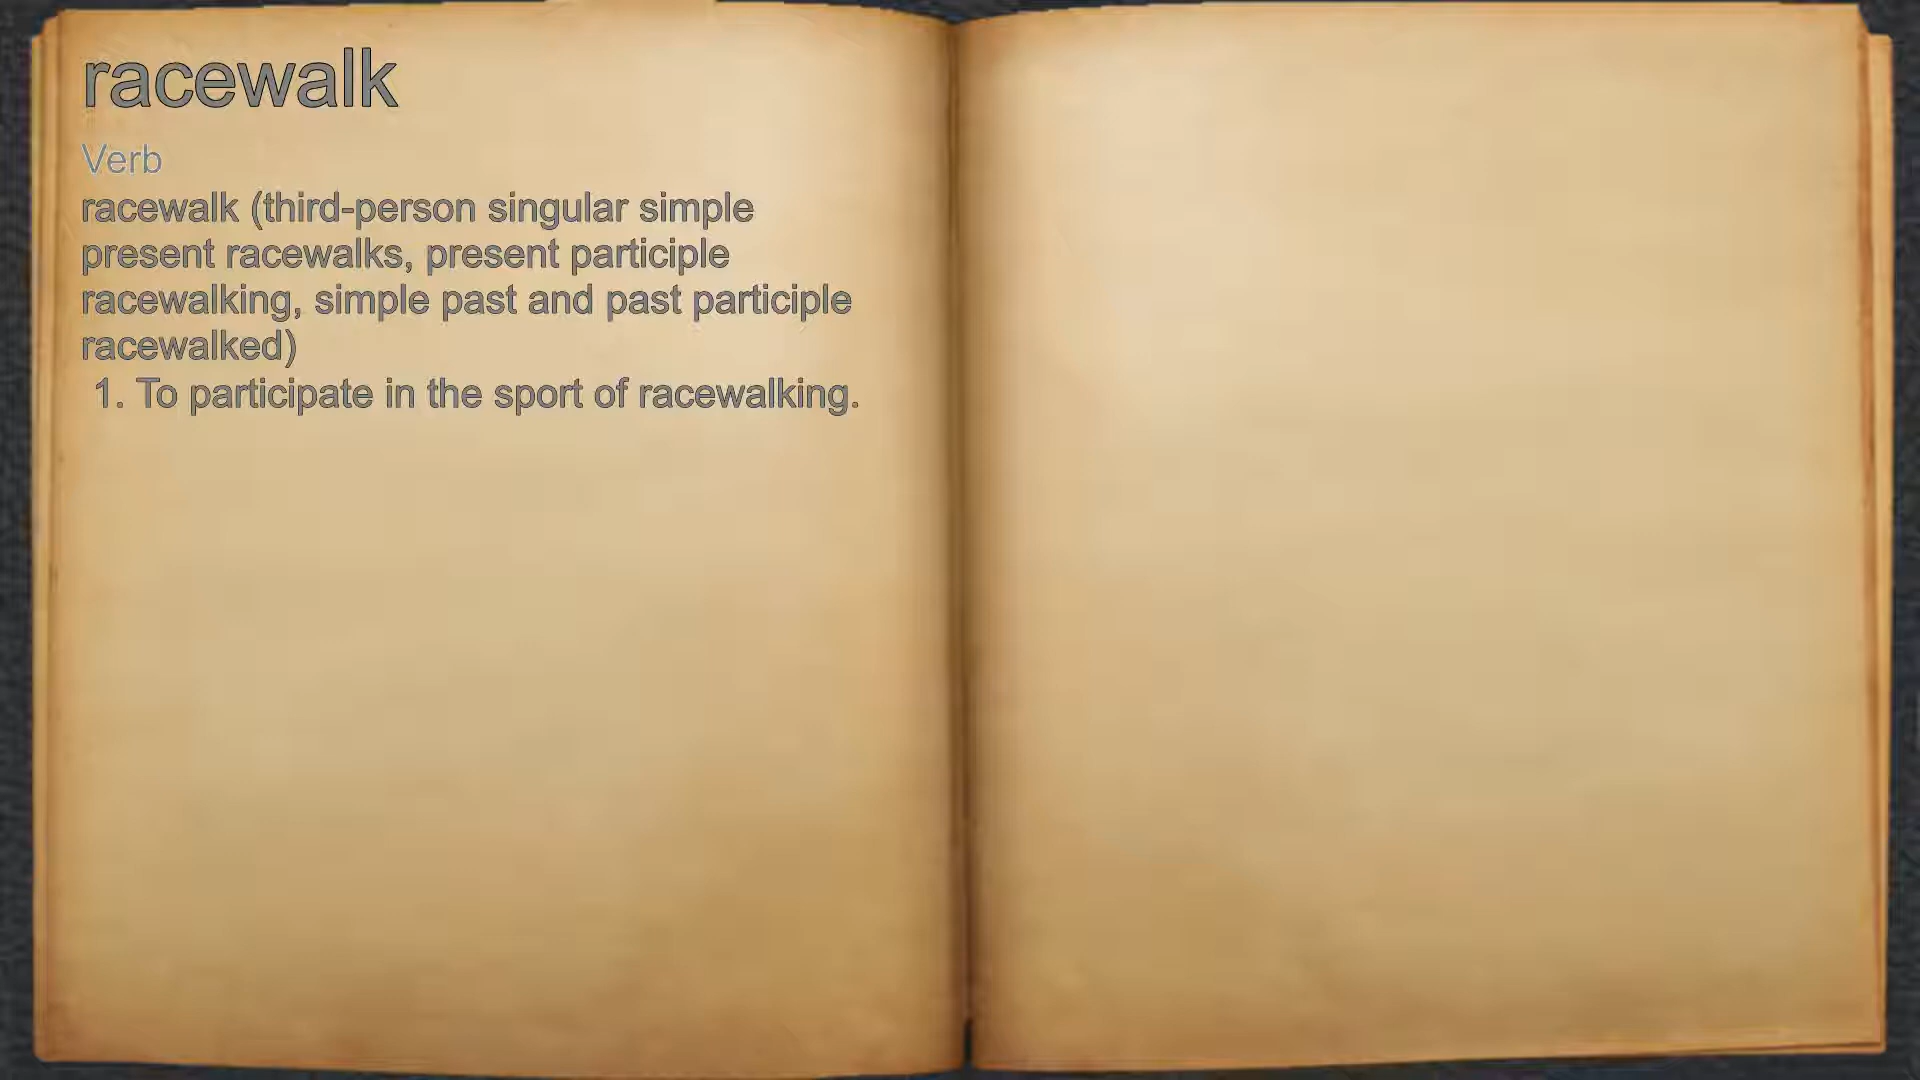 racewalk
Verb
racewalk (third-person singular simple
present racewalks, present participle
racewalking, simple past and past participle
racewalked)
1. To participate in the sport of racewalking.